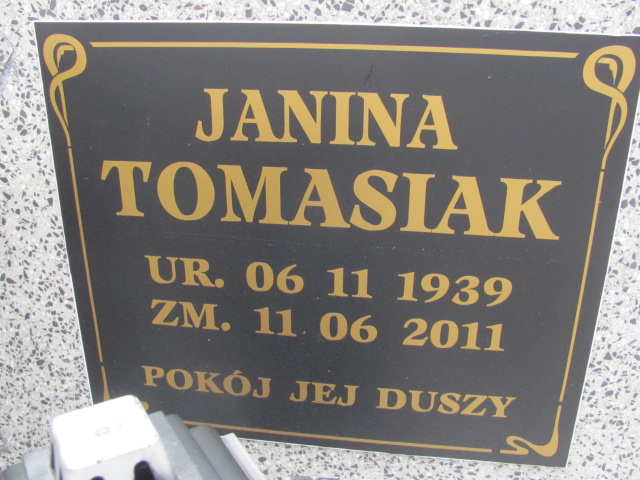 JANINA
TOMASIAK
UR. 06 11 1939
ZM. 11 06 2011
POKÓJ JEJ DUSZY